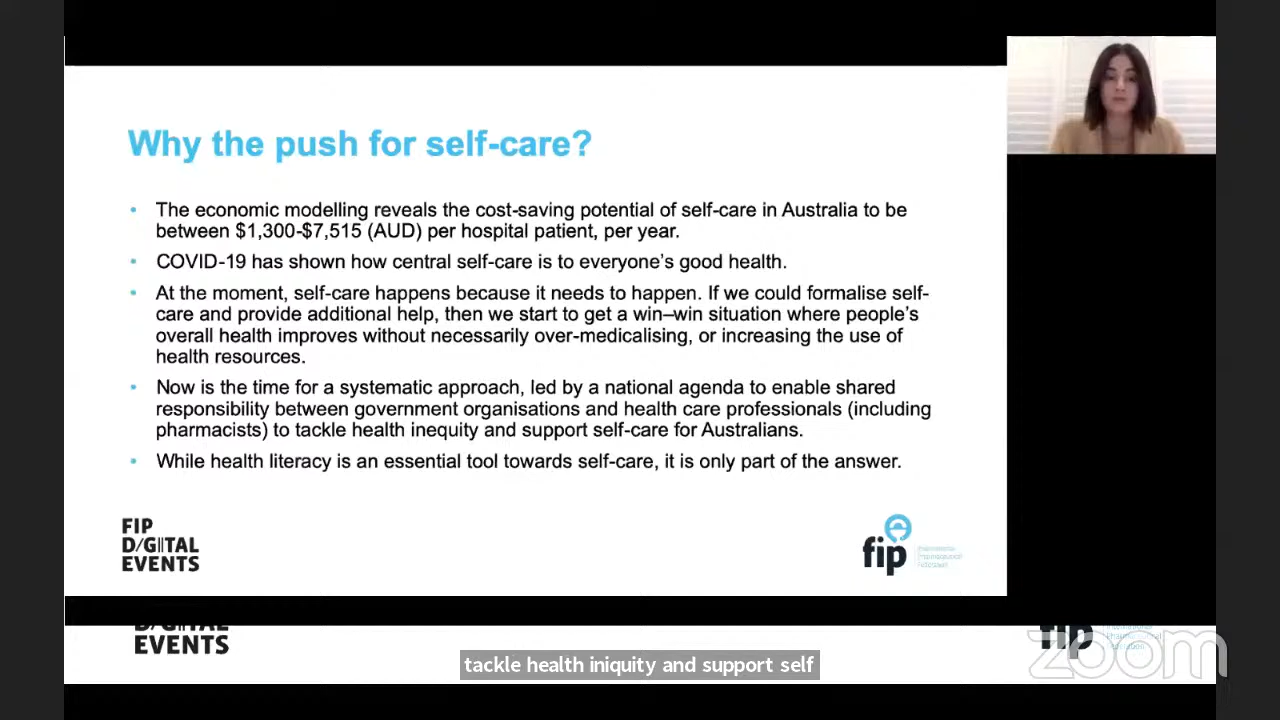 Why the push for self-care?
• The economic modelling reveals the cost-saving potential of self-care in Australia to be
between $1,300-$7,515 (AUD) per hospital patient, per year.
• COVID-19 has shown how central self-care is to everyone's good health.
• At the moment, self-care happens because it needs to happen. If we could formalise self-
care and provide additional help, then we start to get a win–win situation where people's
overall health improves without necessarily over-medicalising, or increasing the use of
health resources.
• Now is the time for a systematic approach, led by a national agenda to enable shared
responsibility between government organisations and health care professionals (including
pharmacists) to tackle health inequity and support self-care for Australians.
• While health literacy is an essential tool towards self-care, it is only part of the answer.
FIP
DIGITAL
EVENTS
fip
International
Pharmaceutical
Federation
DIGITAL
EVENTS
fip
zoom
tackle health iniquity and support self